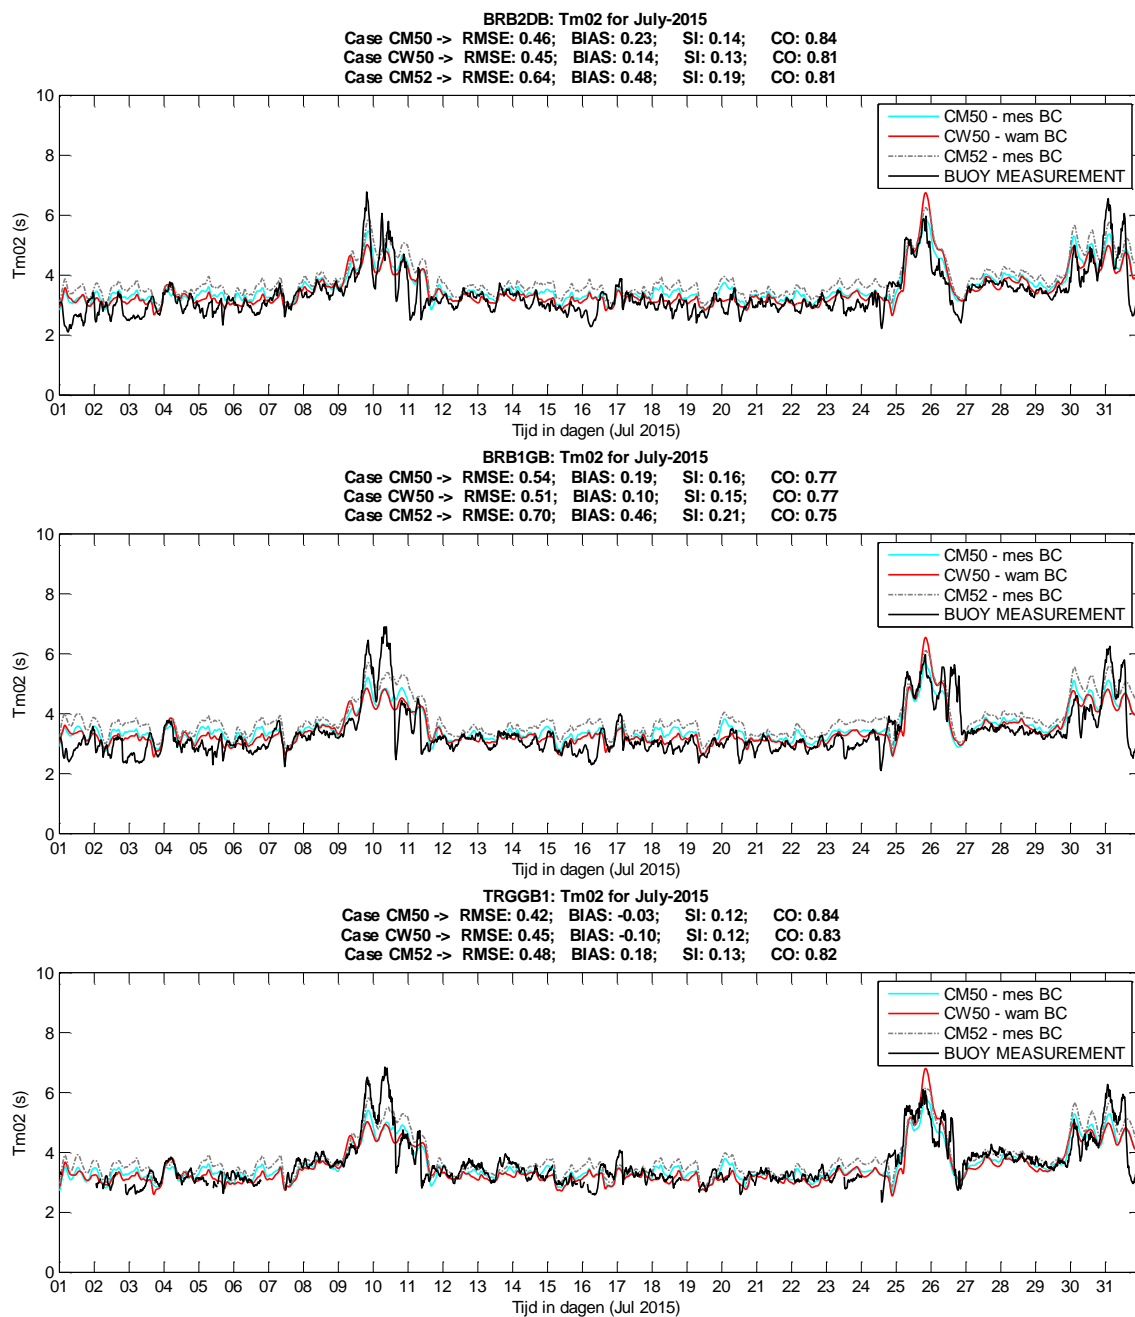 BRB2DB: Tm02 for July-2015
Case CM50 -> RMSE: 0.46; BIAS: 0.23; SI: 0.14; CO: 0.84
Case CW50 -> RMSE: 0.45; BIAS: 0.14; SI: 0.13; CO: 0.81
Case CM52 -> RMSE: 0.64; BIAS: 0.48; SI: 0.19; CO: 0.81
10
8
6
4
2
0
Tm02 (s)
CM50 - mes BC
CW50 - wam BC
CM52 - mes BC
BUOY MEASUREMENT
01 02 03 04 05 06 07 08 09 10 11 12 13 14 15 16 17 18 19 20 21 22 23 24 25 26 27 28 29 30 31
Tijd in dagen (Jul 2015)
BRB1GB: Tm02 for July-2015
Case CM50 -> RMSE: 0.54; BIAS: 0.19; SI: 0.16; CO: 0.77
Case CW50 -> RMSE: 0.51; BIAS: 0.10; SI: 0.15; CO: 0.77
Case CM52 -> RMSE: 0.70; BIAS: 0.46; SI: 0.21; CO: 0.75
10
8
6
4
2
0
Tm02 (s)
CM50 - mes BC
CW50 - wam BC
CM52 - mes BC
BUOY MEASUREMENT
01 02 03 04 05 06 07 08 09 10 11 12 13 14 15 16 17 18 19 20 21 22 23 24 25 26 27 28 29 30 31
Tijd in dagen (Jul 2015)
TRGGB1: Tm02 for July-2015
Case CM50 -> RMSE: 0.42; BIAS: -0.03; SI: 0.12; CO: 0.84
Case CW50 -> RMSE: 0.45; BIAS: -0.10; SI: 0.12; CO: 0.83
Case CM52 -> RMSE: 0.48; BIAS: 0.18; SI: 0.13; CO: 0.82
10
8
6
4
2
0
Tm02 (s)
CM50 - mes BC
CW50 - wam BC
CM52 - mes BC
BUOY MEASUREMENT
01 02 03 04 05 06 07 08 09 10 11 12 13 14 15 16 17 18 19 20 21 22 23 24 25 26 27 28 29 30 31
Tijd in dagen (Jul 2015)